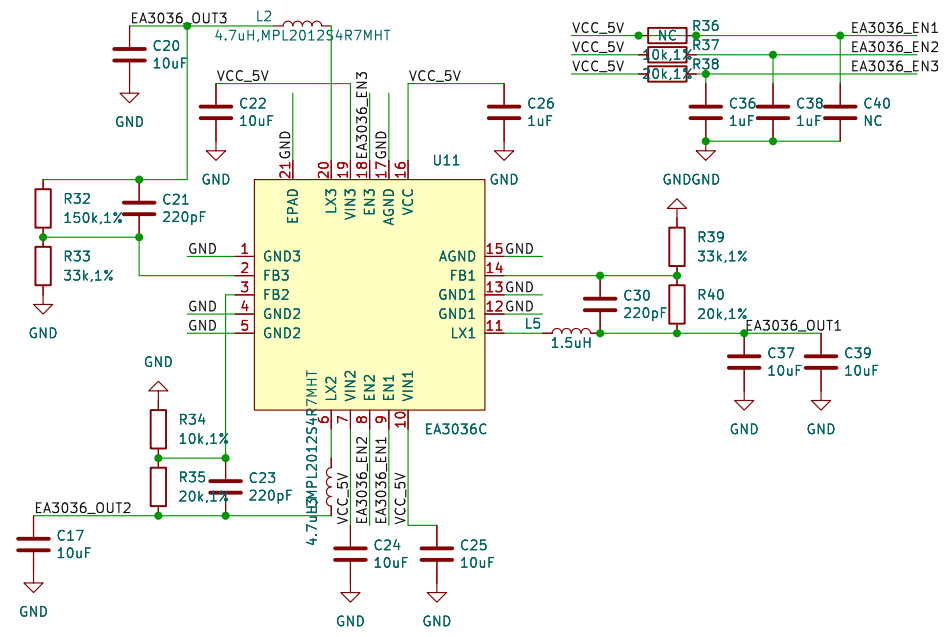 EA3036_OUT3
L2
4.7uH,MPL2012S4R7MHT
C20
10uF
GND
VCC_5V
C22
10uF
GND
GND
EA3036_EN3
GND
VCC_5V
C26
1uF
GND
VCC_5V
R36
NC
EA3036_EN1
VCC_5V
R37
10k,1%
EA3036_EN2
VCC_5V
R38
20k,1%
EA3036_EN3
C36
1uF
C38
1uF
C40
NC
GND
GND
U11
21
20
19
18
17
16
EPAD
LX3
VIN3
EN3
AGND
VCC
R32
150k,1%
C21
220pF
R33
33k,1%
GND
GND
1
GND3
2
FB3
3
FB2
GND
4
GND2
GND
5
GND2
AGND
15
GND
FB1
14
GND1
13
GND
GND1
12
GND
LX1
11
L5
1.5uH
C30
220pF
R39
33k,1%
R40
20k,1%
EA3036_OUT1
C37
10uF
GND
C39
10uF
GND
LX2
VIN2
EN2
EN1
VIN1
6
7
8
9
10
EA3036C
GND
R34
10k,1%
R35
20k,1%
C23
220pF
EA3036_OUT2
C17
10uF
GND
L3
4.7uH,MPL2012S4R7MHT
VCC_5V
EA3036_EN2
EA3036_EN1
VCC_5V
C24
10uF
GND
C25
10uF
GND